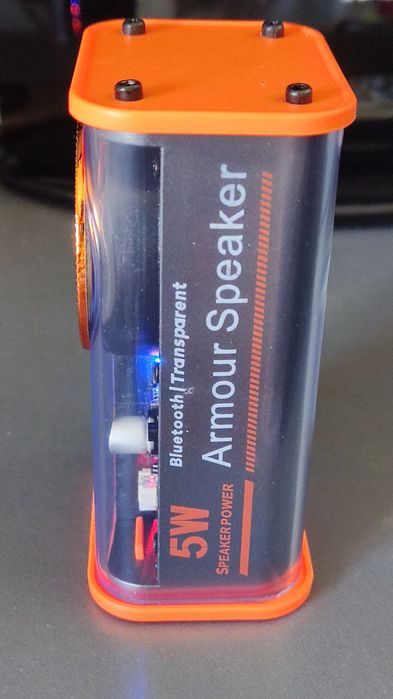 Bluetooth | Transparent
Armour Speaker
5W
SPEAKER POWER